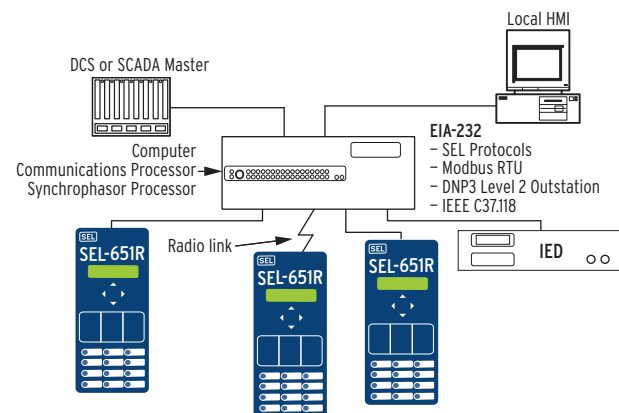 Local HMI
DCS or SCADA Master
EIA-232
– SEL Protocols
– Modbus RTU
– DNP3 Level 2 Outstation
– IEEE C37.118
Computer
Communications Processor
Synchrophasor Processor
Radio link
SEL
SEL-651R
SEL
SEL-651R
SEL
SEL-651R
IED